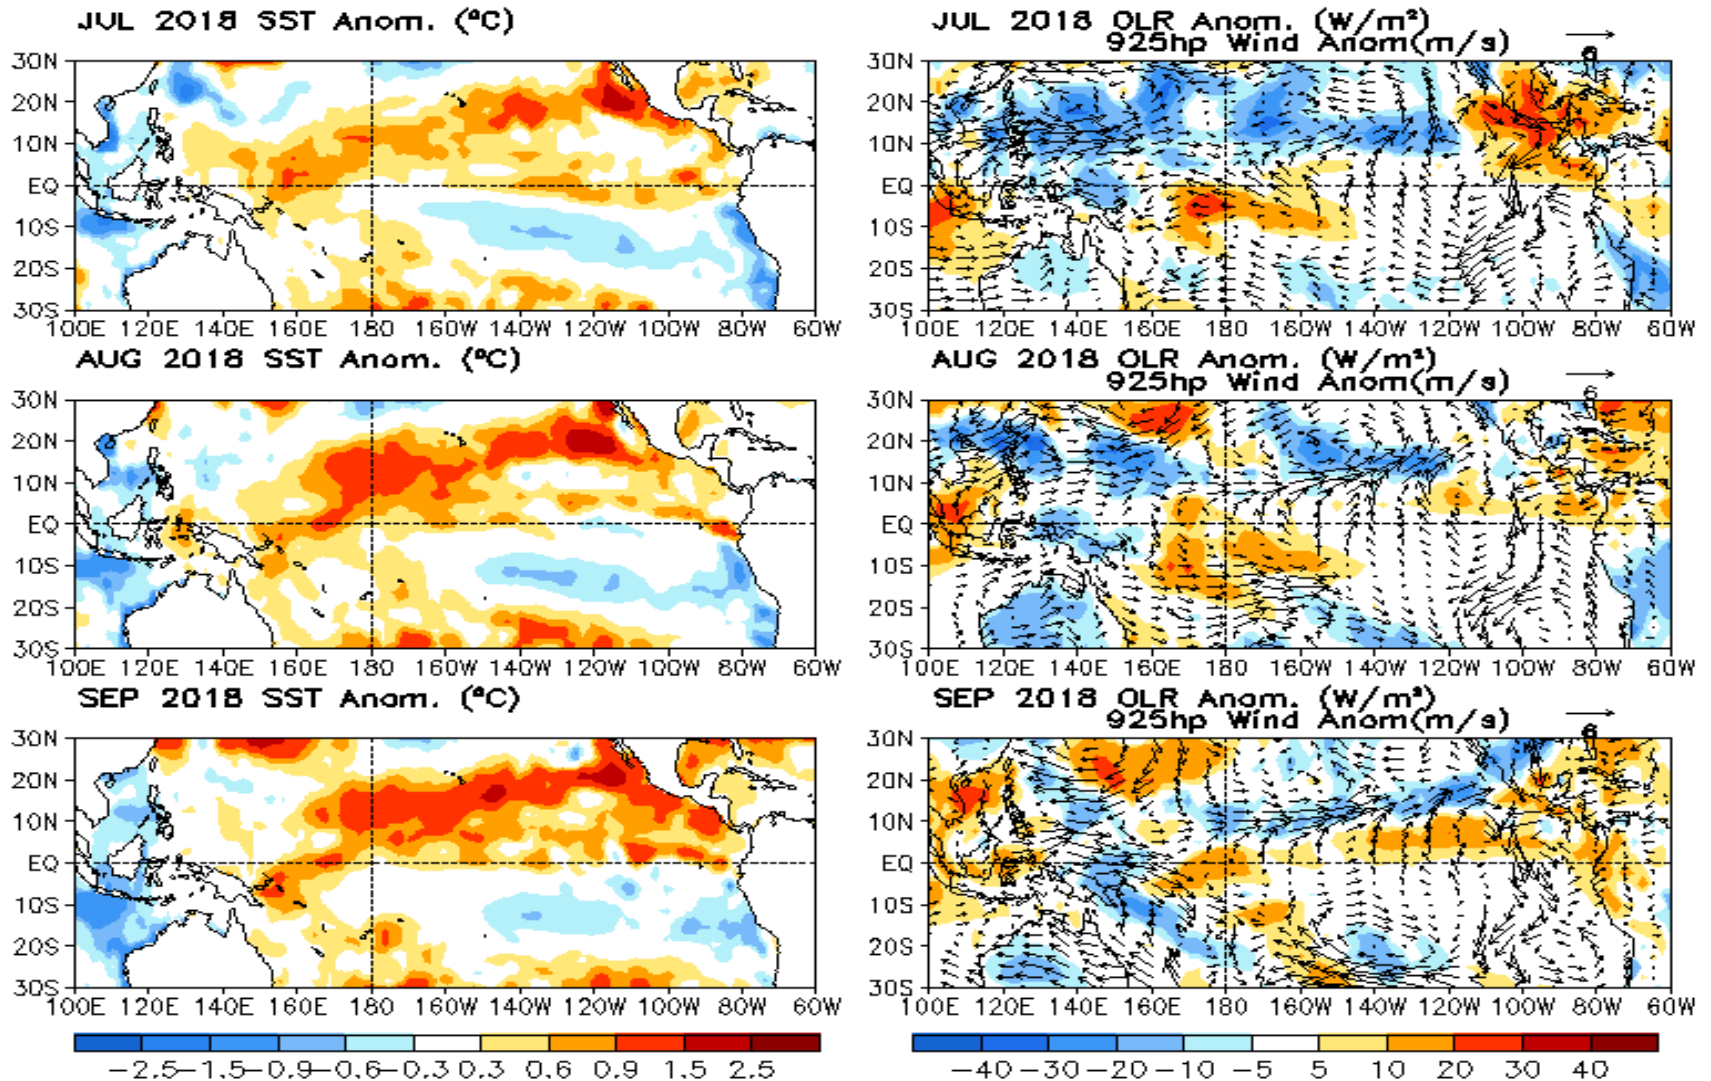 JUL 2018 SST Anom. (ºC)
30N
20N
10N
EQ
10S
20S
30S
100E 120E 140E 160E 180 160W 140W 120W 100W 80W 60W
JUL 2018 OLR Anom. (W/m²)
925hp Wind Anom(m/s)
6
30N
20N
10N
EQ
10S
20S
30S
100E 120E 140E 160E 180 160W 140W 120W 100W 80W 60W
AUG 2018 SST Anom. (ºC)
30N
20N
10N
EQ
10S
20S
30S
100E 120E 140E 160E 180 160W 140W 120W 100W 80W 60W
AUG 2018 OLR Anom. (W/m²)
925hp Wind Anom(m/s)
6
30N
20N
10N
EQ
10S
20S
30S
100E 120E 140E 160E 180 160W 140W 120W 100W 80W 60W
SEP 2018 SST Anom. (ºC)
30N
20N
10N
EQ
10S
20S
30S
100E 120E 140E 160E 180 160W 140W 120W 100W 80W 60W
−2.5 −1.5 −0.9 −0.6 −0.3 0.3 0.6 0.9 1.5 2.5
SEP 2018 OLR Anom. (W/m²)
925hp Wind Anom(m/s)
6
30N
20N
10N
EQ
10S
20S
30S
100E 120E 140E 160E 180 160W 140W 120W 100W 80W 60W
−40 −30 −20 −10 −5 5 10 20 30 40